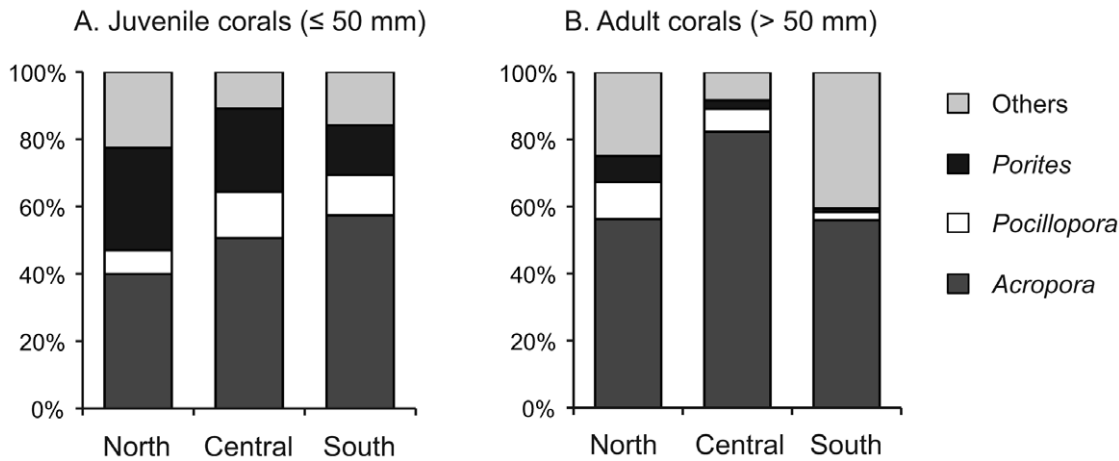 A. Juvenile corals (≤ 50 mm)
100%
80%
60%
40%
20%
0%
North Central South
B. Adult corals (> 50 mm)
100%
80%
60%
40%
20%
0%
North Central South
Others
Porites
Pocillopora
Acropora